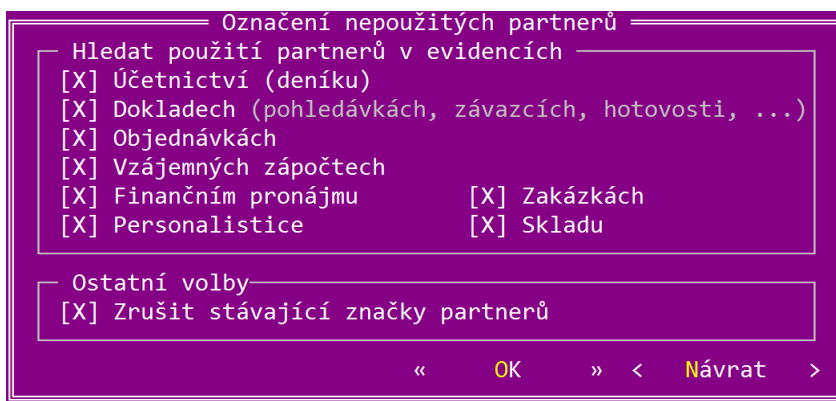 Označení nepoužitých partnerů
Hledat použití partnerů v evidencích
[X] Účetnictví (deníku)
[X] Dokladech (pohledávkách, závazcích, hotovosti, ...)
[X] Objednávkách
[X] Vzájemných zápočtech
[X] Finančním pronájmu [X] Zakázkách
[X] Personalistice [X] Skladu
Ostatní volby
[X] Zrušit stávající značky partnerů
« OK » < Návrat >